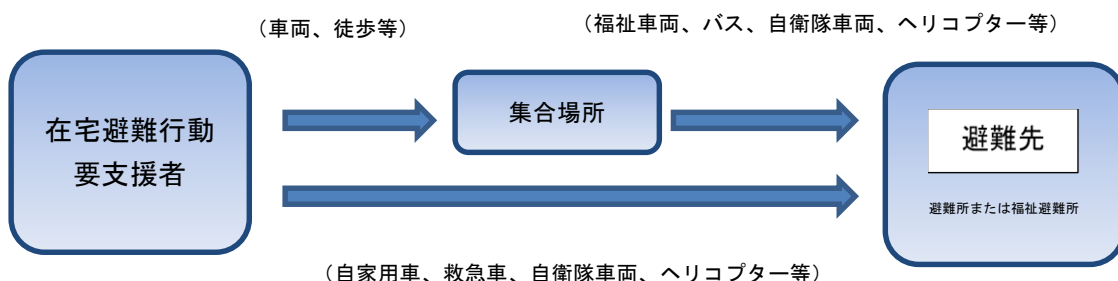 （車両、徒歩等）
（福祉車両、バス、自衛隊車両、ヘリコプター等）
在宅避難行動
要支援者
集合場所
避難先
避難所または福祉避難所
（自家用車、救急車、自衛隊車両、ヘリコプター等）